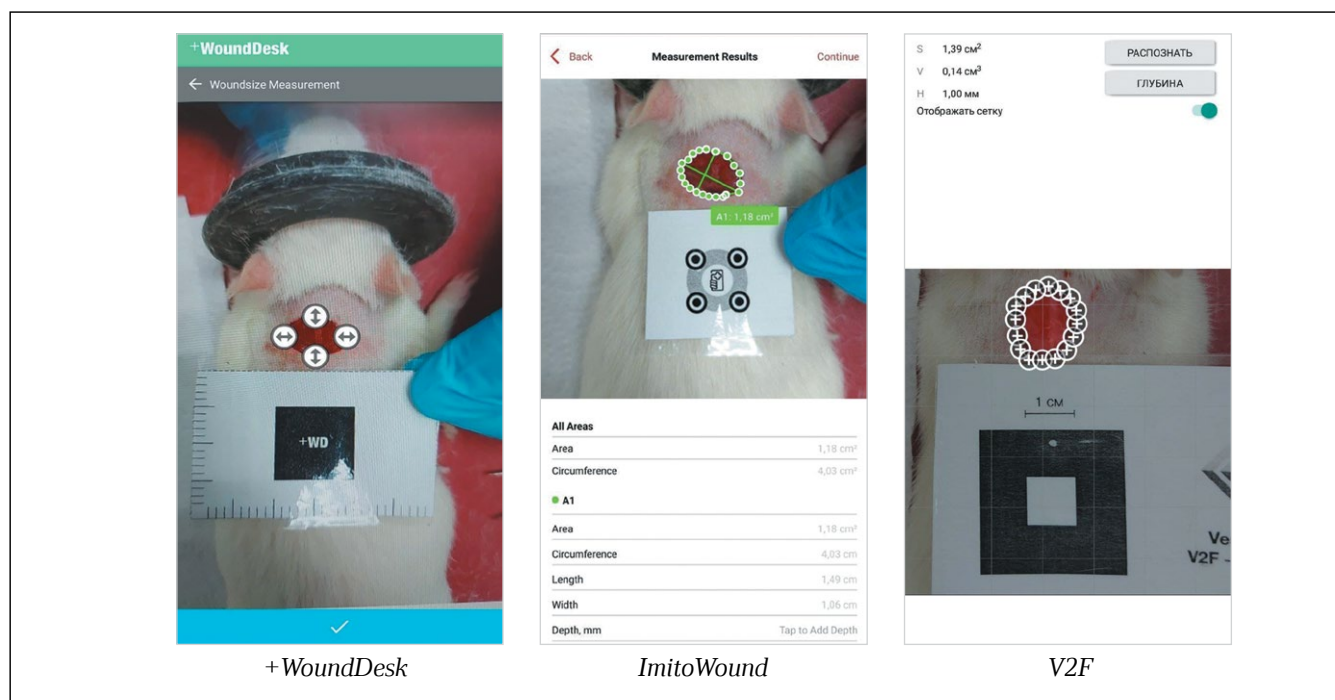 +WoundDesk
← Woundsize Measurement
+WD
+WoundDesk
Back Measurement Results Continue
A1: 1,18 cm²
All Areas
Area 1,18 cm²
Circumference 4,03 cm²
A1
Area 1,18 cm²
Circumference 4,03 cm
Length 1,49 cm
Width 1,06 cm
Depth, mm Tap to Add Depth
ImitoWound
S 1,39 см²
V 0,14 см³
H 1,00 мм
Отображать сетку
РАСПОЗНАТЬ
ГЛУБИНА
1 СМ
Ve
V2F -
V2F